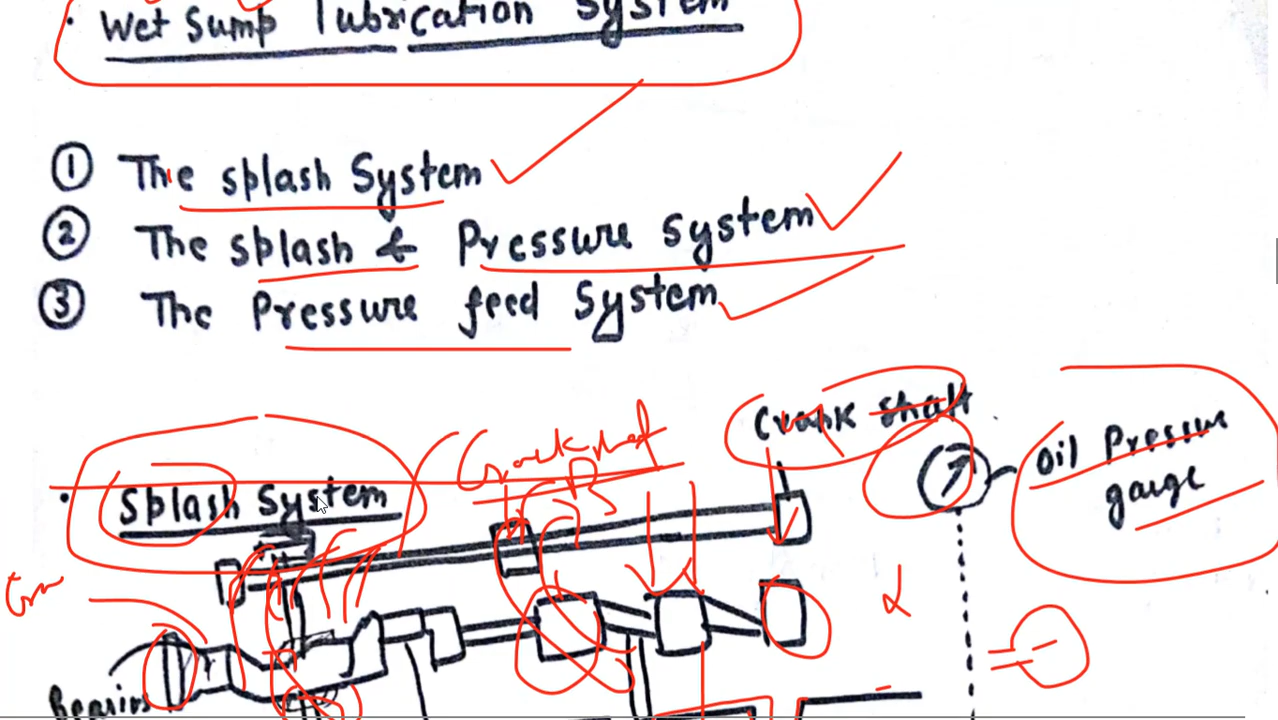 • Wet Sump lubrication System
① The splash System
② The splash & Pressure system
③ The Pressure feed System
Crank shaft
Oil Pressure
gauge
• Splash System